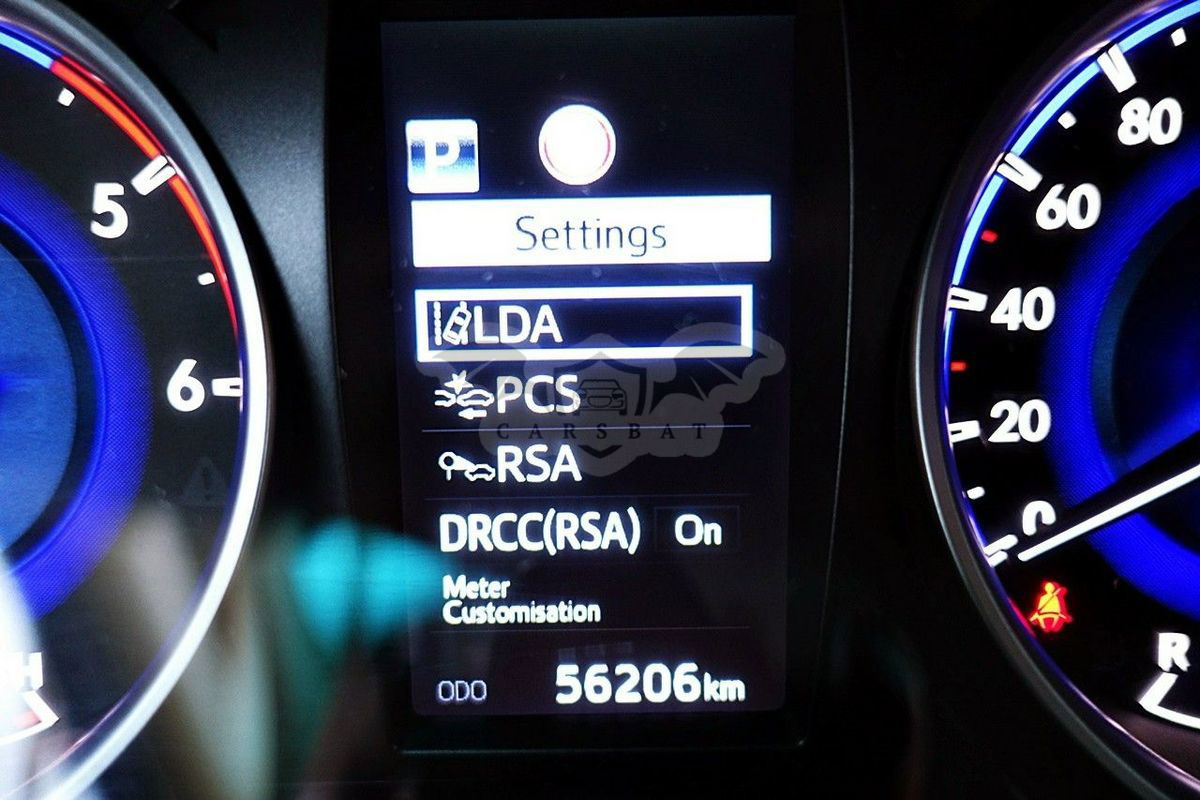 P
Settings
LDA
PCS
CARSBAT
RSA
DRCC(RSA) On
Meter
Customisation
ODO 56206km
5
6
H
80
60
40
20
0
R